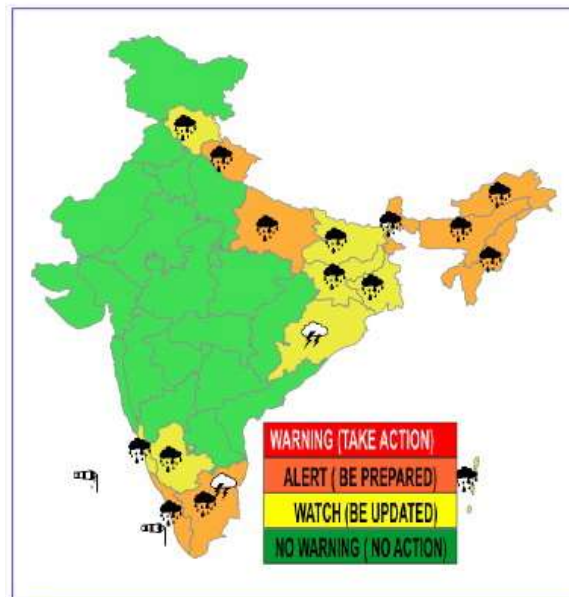 WARNING (TAKE ACTION)
ALERT ( BE PREPARED)
WATCH (BE UPDATED)
NO WARNING ( NO ACTION)